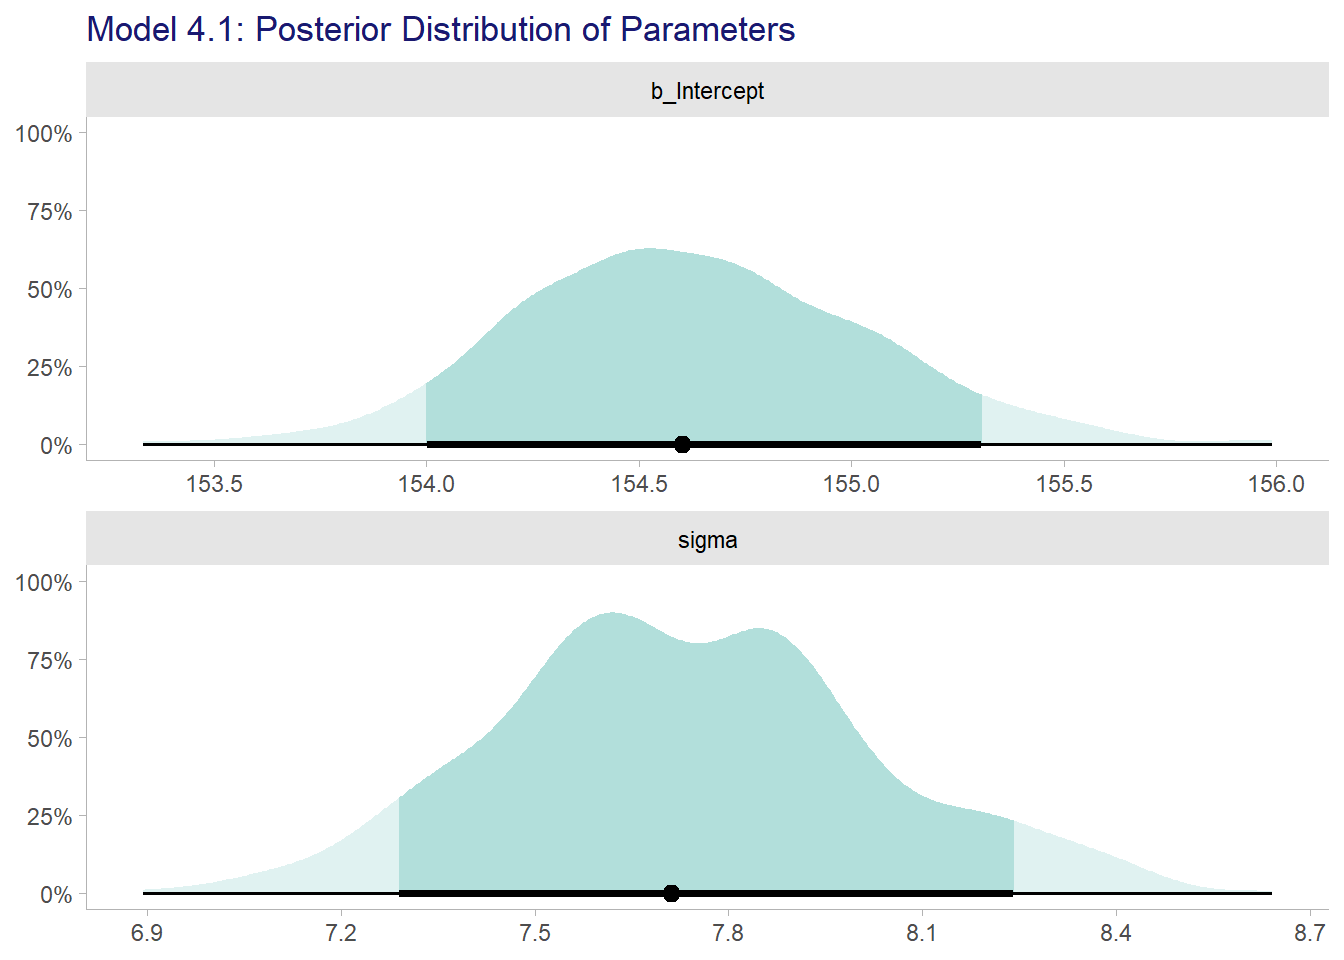 Model 4.1: Posterior Distribution of Parameters
b_Intercept
100%
75%
50%
25%
0%
153.5 154.0 154.5 155.0 155.5 156.0
sigma
100%
75%
50%
25%
0%
6.9 7.2 7.5 7.8 8.1 8.4 8.7